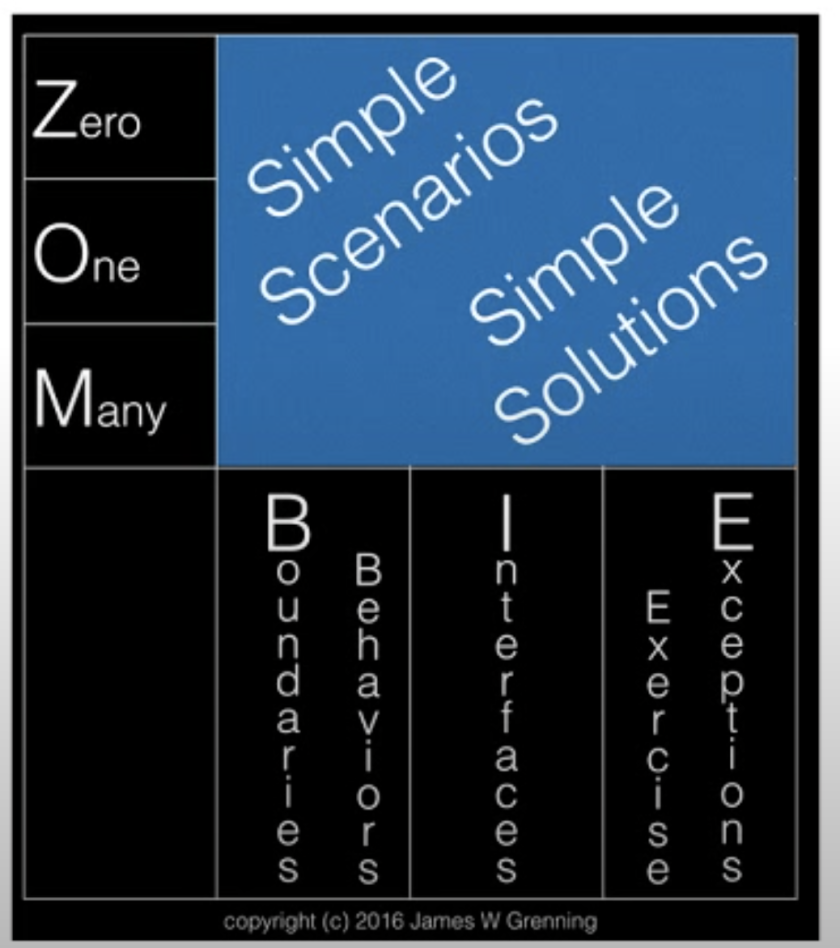 Zero
One
Many
Simple
Scenarios
Simple
Solutions
Boundaries
Behaviors
Interfaces
Exercise
Exceptions
copyright (c) 2016 James W Grenning